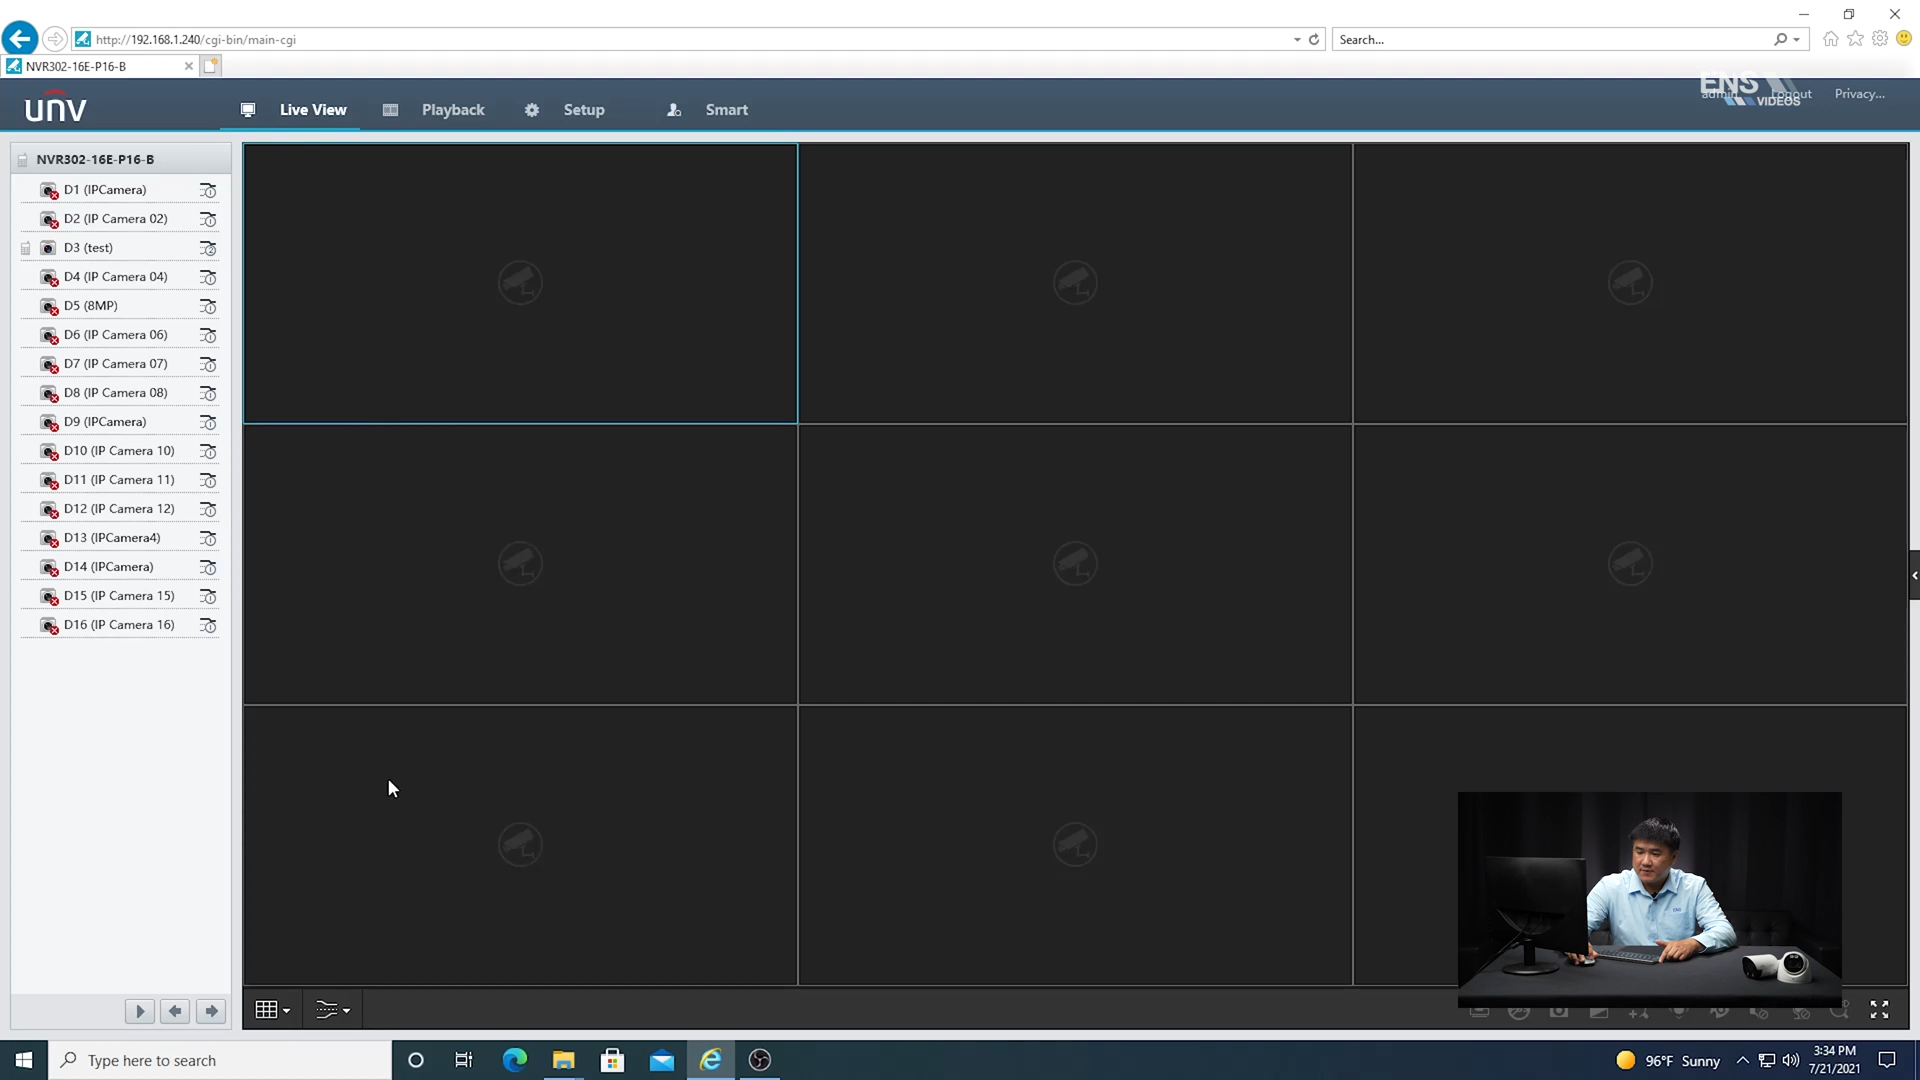 http://192.168.1.240/cgi-bin/main-cgi
Search...
NVR302-16E-P16-B
unv
Live View
Playback
Setup
Smart
ENS
VIDEOS
admin
Logout
Privacy...
NVR302-16E-P16-B
D1 (IPCamera)
D2 (IP Camera 02)
D3 (test)
D4 (IP Camera 04)
D5 (8MP)
D6 (IP Camera 06)
D7 (IP Camera 07)
D8 (IP Camera 08)
D9 (IPCamera)
D10 (IP Camera 10)
D11 (IP Camera 11)
D12 (IP Camera 12)
D13 (IPCamera4)
D14 (IPCamera)
D15 (IP Camera 15)
D16 (IP Camera 16)
Type here to search
96°F Sunny
3:34 PM
7/21/2021